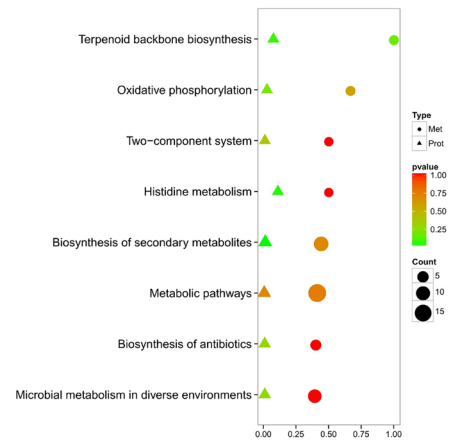 Terpenoid backbone biosynthesis
Oxidative phosphorylation
Two−component system
Histidine metabolism
Biosynthesis of secondary metabolites
Metabolic pathways
Biosynthesis of antibiotics
Microbial metabolism in diverse environments
0.00 0.25 0.50 0.75 1.00
Type
Met
Prot
pvalue
1.00
0.75
0.50
0.25
Count
5
10
15